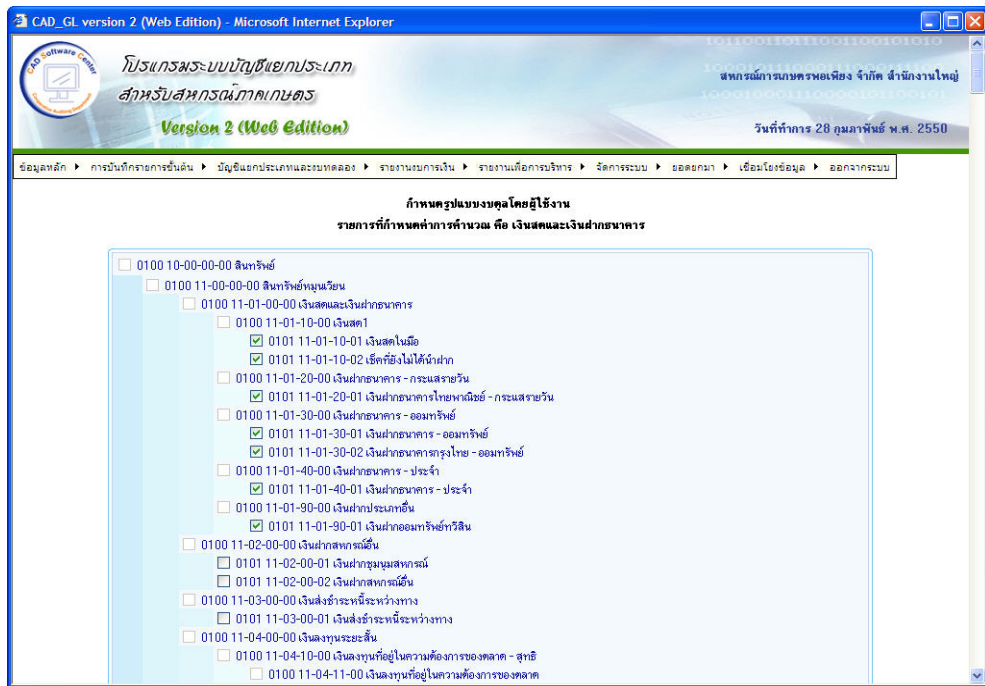 CAD_GL version 2 (Web Edition) - Microsoft Internet Explorer
CAD Software Center
โปรแกรมระบบบัญชีแยกประเภท
สำหรับสหกรณ์ภาคเกษตร
Version 2 (Web Edition)
สหกรณ์การเกษตรพอเพียง จำกัด สำนักงานใหญ่
วันที่ทำการ 28 กุมภาพันธ์ พ.ศ. 2550
ข้อมูลหลัก การบันทึกรายการขั้นต้น บัญชีแยกประเภทและงบทดลอง รายงานงบการเงิน รายงานเพื่อการบริหาร จัดการระบบ ยอดยกมา เชื่อมโยงข้อมูล ออกจากระบบ
กำหนดรูปแบบงบดุลโดยผู้ใช้งาน
รายการที่กำหนดค่าการคำนวณ คือ เงินสดและเงินฝากธนาคาร
0100 10-00-00-00 สินทรัพย์
0100 11-00-00-00 สินทรัพย์หมุนเวียน
0100 11-01-00-00 เงินสดและเงินฝากธนาคาร
0100 11-01-10-00 เงินสด1
0101 11-01-10-01 เงินสดในมือ
0101 11-01-10-02 เช็คที่ยังไม่ได้นำฝาก
0100 11-01-20-00 เงินฝากธนาคาร - กระแสรายวัน
0101 11-01-20-01 เงินฝากธนาคารไทยพาณิชย์ - กระแสรายวัน
0100 11-01-30-00 เงินฝากธนาคาร - ออมทรัพย์
0101 11-01-30-01 เงินฝากธนาคาร - ออมทรัพย์
0101 11-01-30-02 เงินฝากธนาคารกรุงไทย - ออมทรัพย์
0100 11-01-40-00 เงินฝากธนาคาร - ประจำ
0101 11-01-40-01 เงินฝากธนาคาร - ประจำ
0100 11-01-90-00 เงินฝากประเภทอื่น
0101 11-01-90-01 เงินฝากออมทรัพย์ทวีสิน
0100 11-02-00-00 เงินฝากสหกรณ์อื่น
0101 11-02-00-01 เงินฝากชุมนุมสหกรณ์
0101 11-02-00-02 เงินฝากสหกรณ์อื่น
0100 11-03-00-00 เงินส่งชำระหนี้ระหว่างทาง
0101 11-03-00-01 เงินส่งชำระหนี้ระหว่างทาง
0100 11-04-00-00 เงินลงทุนระยะสั้น
0100 11-04-10-00 เงินลงทุนที่อยู่ในความต้องการของตลาด - สุทธิ
0100 11-04-11-00 เงินลงทุนที่อยู่ในความต้องการของตลาด